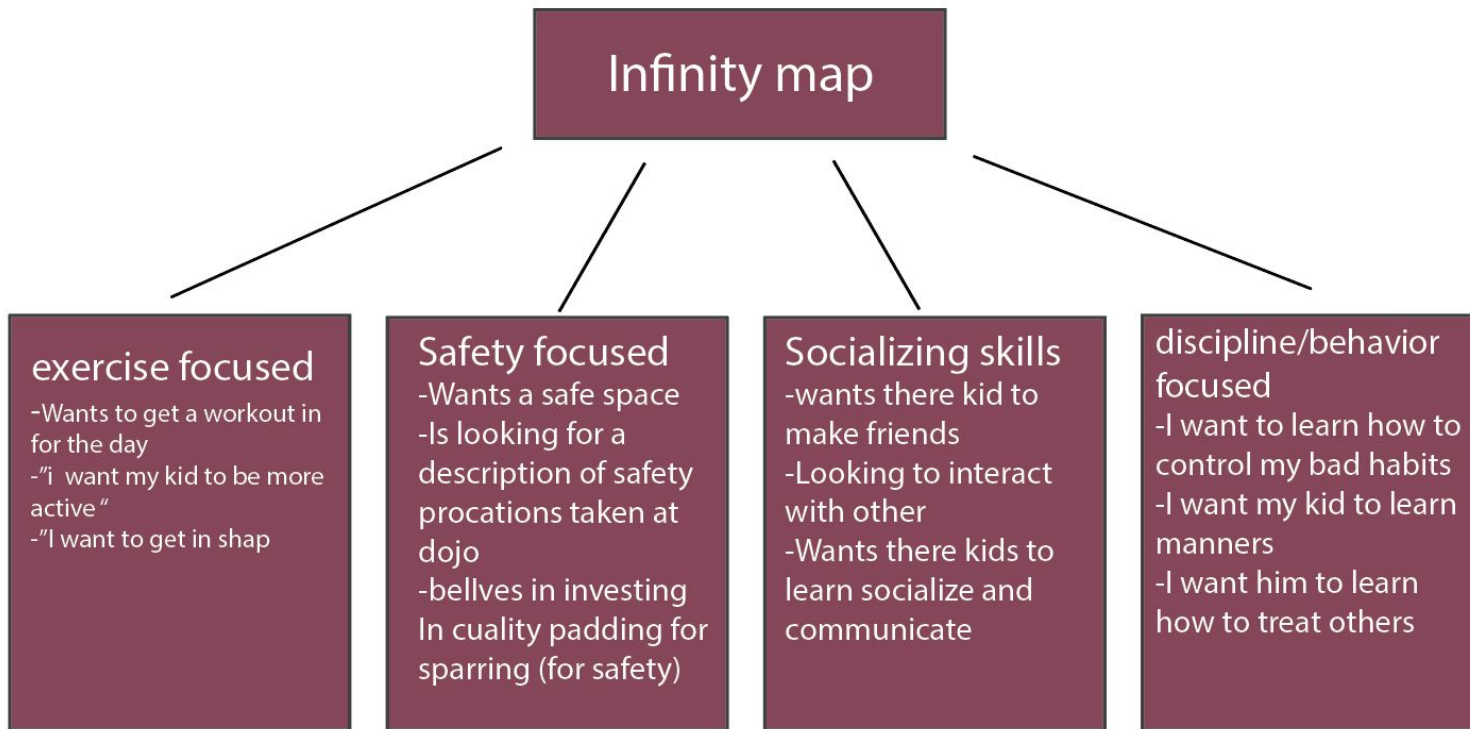 Infinity map
exercise focused
-Wants to get a workout in
for the day
-"i  want my kid to be more
active "
-"I want to get in shap
Safety focused
-Wants a safe space
-Is looking for a
description of safety
procations taken at
dojo
-bellves in investing
In cuality padding for
sparring (for safety)
Socializing skills
-wants there kid to
make friends
-Looking to interact
with other
-Wants there kids to
learn socialize and
communicate
discipline/behavior
focused
-I want to learn how to
control my bad habits
-I want my kid to learn
manners
-I want him to learn
how to treat others